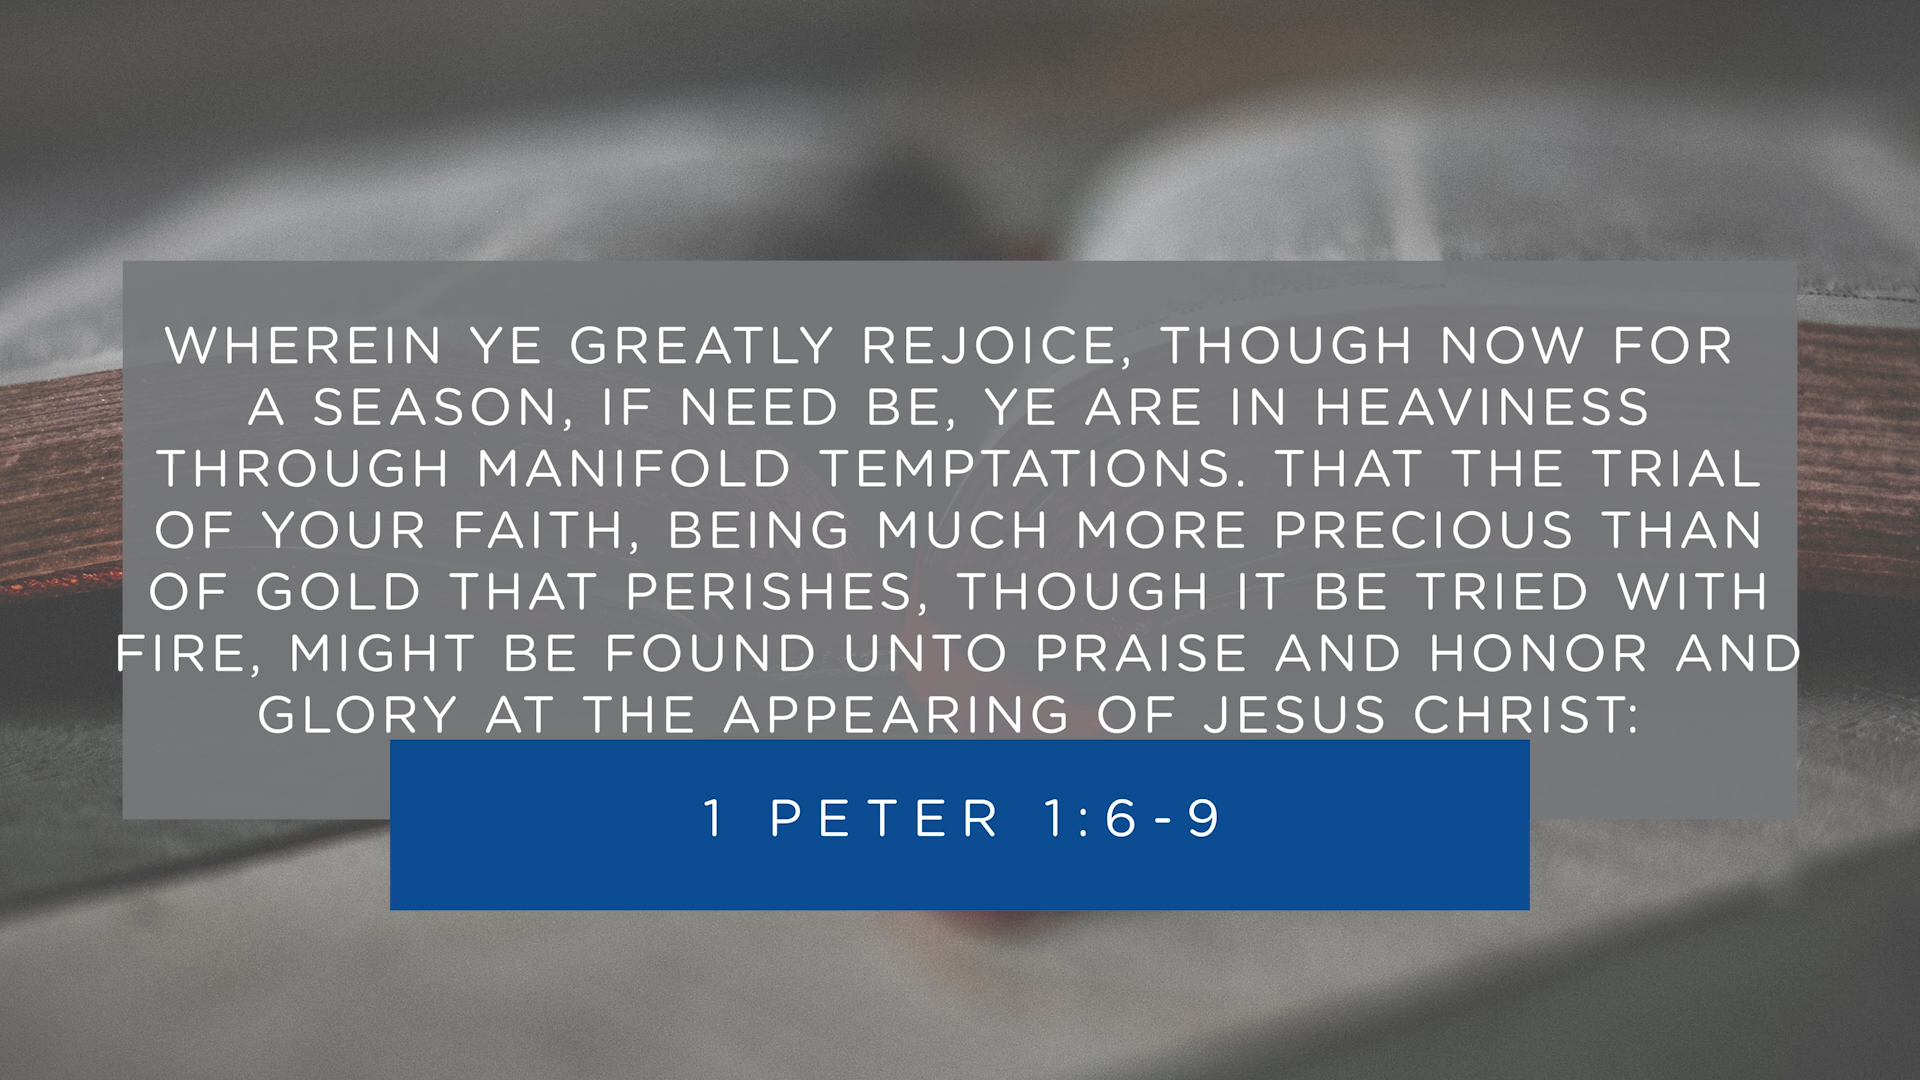 WHEREIN YE GREATLY REJOICE, THOUGH NOW FOR
A SEASON, IF NEED BE, YE ARE IN HEAVINESS
THROUGH MANIFOLD TEMPTATIONS. THAT THE TRIAL
OF YOUR FAITH, BEING MUCH MORE PRECIOUS THAN
OF GOLD THAT PERISHES, THOUGH IT BE TRIED WITH
FIRE, MIGHT BE FOUND UNTO PRAISE AND HONOR AND
GLORY AT THE APPEARING OF JESUS CHRIST:
1 PETER 1:6-9